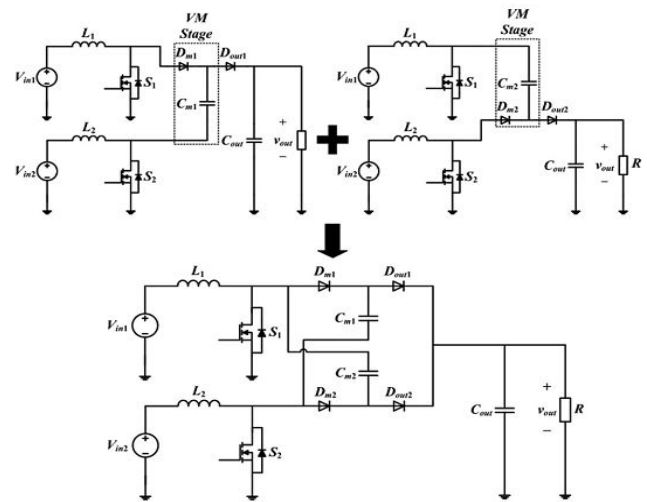 VM
Stage
L1
Dm1
Dout1
Vin1
S1
Cm1
L2
Cout
+
vout
−
Vin2
S2
VM
Stage
L1
Cm2
Vin1
S1
Dm2
Dout2
L2
Cout
+
vout
−
R
Vin2
S2
L1
Dm1
Dout1
Vin1
S1
Cm1
Cm2
L2
Dm2
Dout2
Cout
+
vout
−
R
Vin2
S2